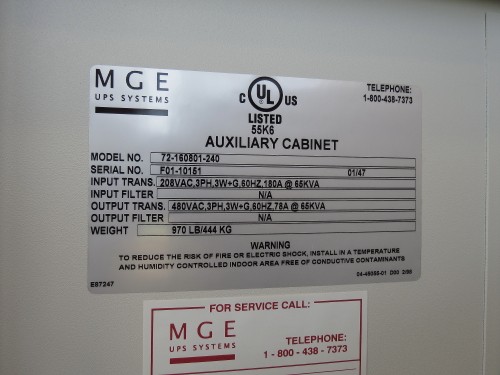 MGE
UPS SYSTEMS
C UL US
LISTED
55K6
TELEPHONE:
1-800-438-7373
AUXILIARY CABINET
MODEL NO. 72-160801-240
SERIAL NO. F01-10151 01/47
INPUT TRANS. 208VAC,3PH,3W+G,60HZ,180A @ 65KVA
INPUT FILTER N/A
OUTPUT TRANS. 480VAC,3PH,3W+G,60HZ,78A @ 65KVA
OUTPUT FILTER N/A
WEIGHT 970 LB/444 KG
WARNING
TO REDUCE THE RISK OF FIRE OR ELECTRIC SHOCK, INSTALL IN A TEMPERATURE
AND HUMIDITY CONTROLLED INDOOR AREA FREE OF CONDUCTIVE CONTAMINANTS
E87247
FOR SERVICE CALL:
MGE
UPS SYSTEMS
TELEPHONE:
1 - 800 - 438 - 7373